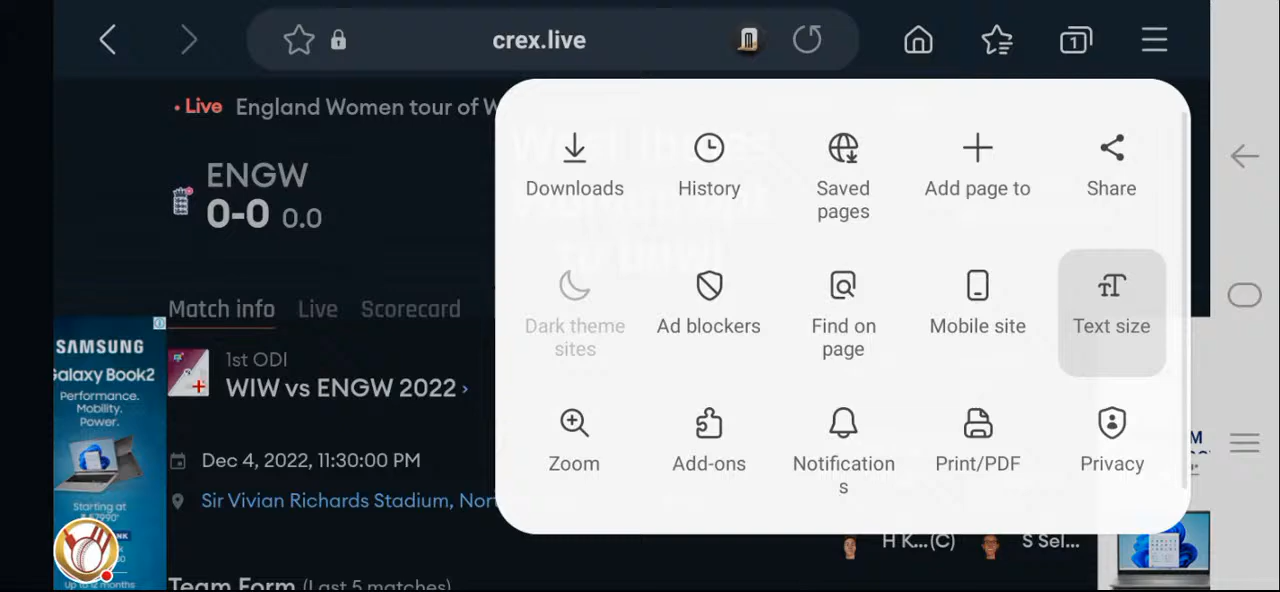 crex.live
1
• Live England Women tour of W
ENGW
0-0 0.0
Match info Live Scorecard
1st ODI
WIW vs ENGW 2022 ›
Dec 4, 2022, 11:30:00 PM
Sir Vivian Richards Stadium, Nor
Team Form (Last 5 matches)
Downloads
History
Saved
pages
Add page to
Share
Dark theme
sites
Ad blockers
Find on
page
Mobile site
Text size
Zoom
Add-ons
Notification
s
Print/PDF
Privacy
H K...(C) S Sel...
SAMSUNG
Galaxy Book2
Performance.
Mobility.
Power.
Starting at